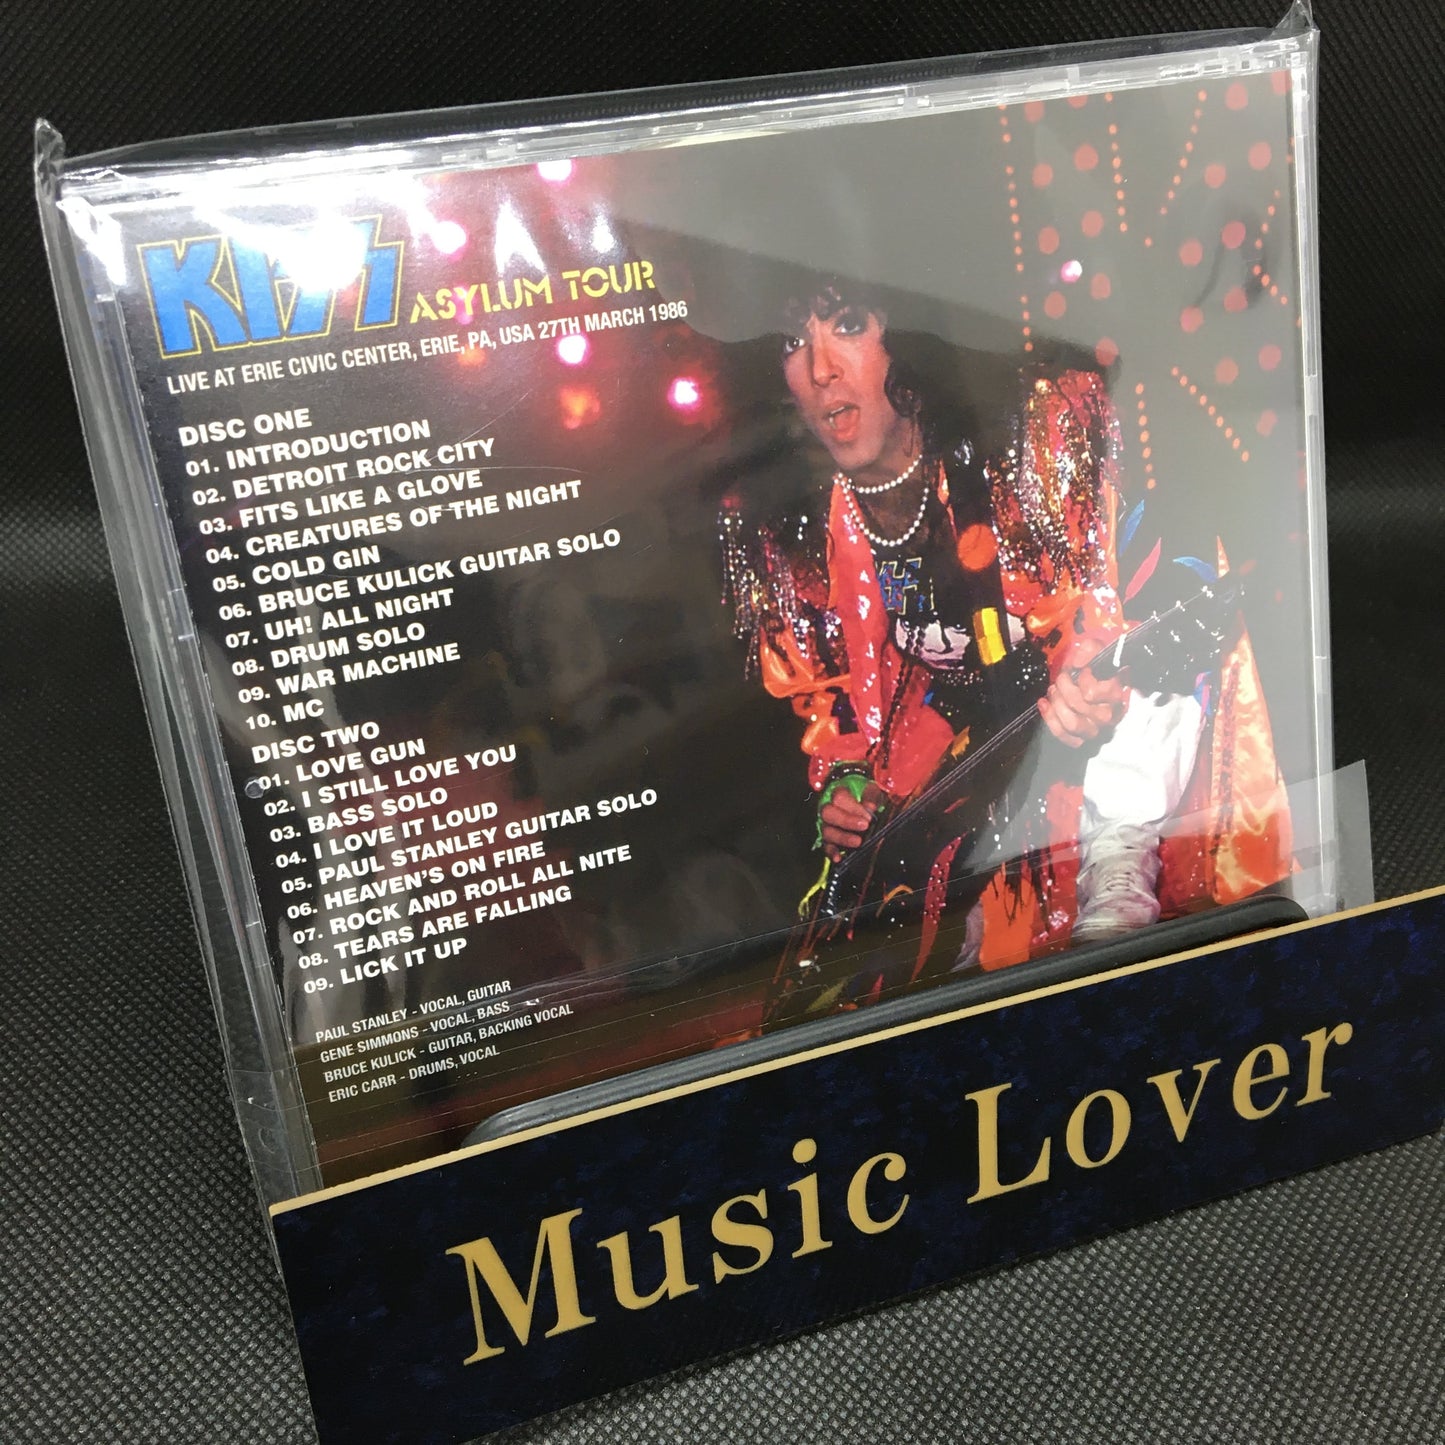 KISS ASYLUM TOUR
LIVE AT ERIE CIVIC CENTER, ERIE, PA, USA 27TH MARCH 1986
DISC ONE
01. INTRODUCTION
02. DETROIT ROCK CITY
03. FITS LIKE A GLOVE
04. CREATURES OF THE NIGHT
05. COLD GIN
06. BRUCE KULICK GUITAR SOLO
07. UH! ALL NIGHT
08. DRUM SOLO
09. WAR MACHINE
10. MC
DISC TWO
01. LOVE GUN
02. I STILL LOVE YOU
03. BASS SOLO
04. I LOVE IT LOUD
05. PAUL STANLEY GUITAR SOLO
06. HEAVEN'S ON FIRE
07. ROCK AND ROLL ALL NITE
08. TEARS ARE FALLING
09. LICK IT UP
PAUL STANLEY - VOCAL, GUITAR
GENE SIMMONS - VOCAL, BASS
BRUCE KULICK - GUITAR, BACKING VOCAL
ERIC CARR - DRUMS, VOCAL
Music Lover